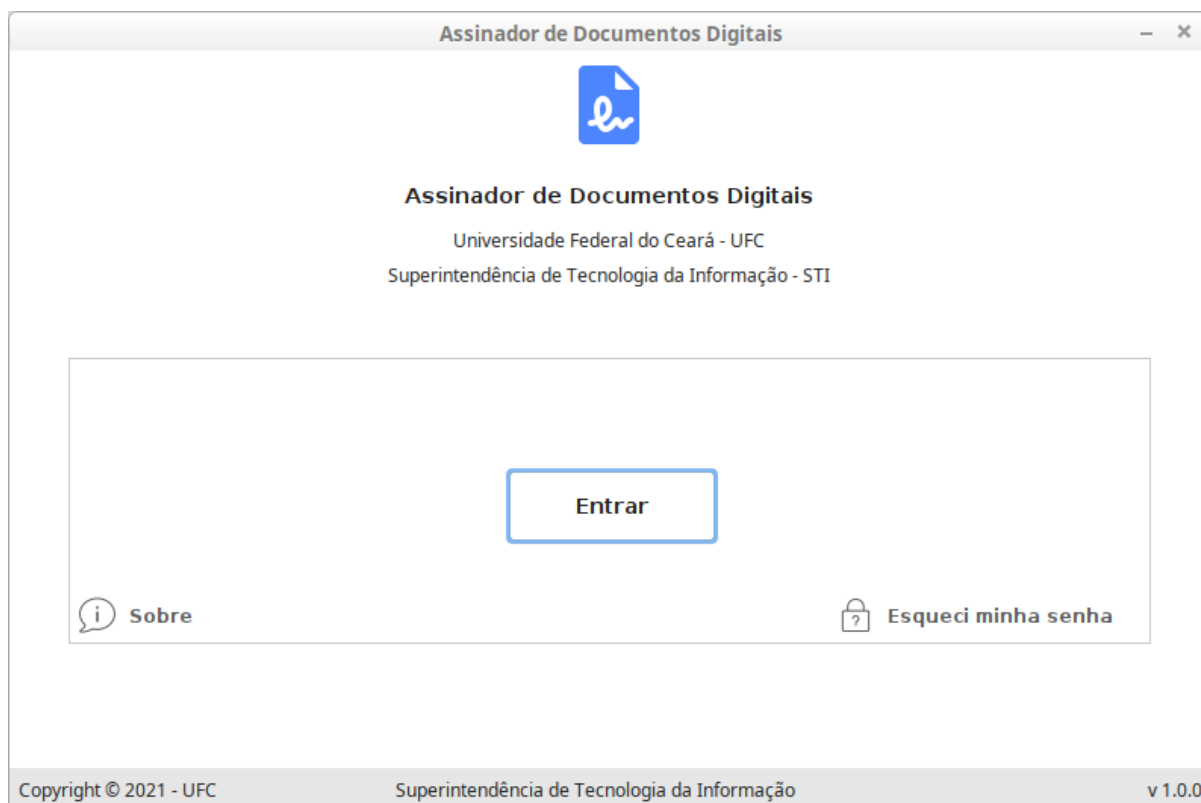 Assinador de Documentos Digitais
Assinador de Documentos Digitais
Universidade Federal do Ceará - UFC
Superintendência de Tecnologia da Informação - STI
Entrar
Sobre
Esqueci minha senha
Copyright © 2021 - UFC
Superintendência de Tecnologia da Informação
v 1.0.0